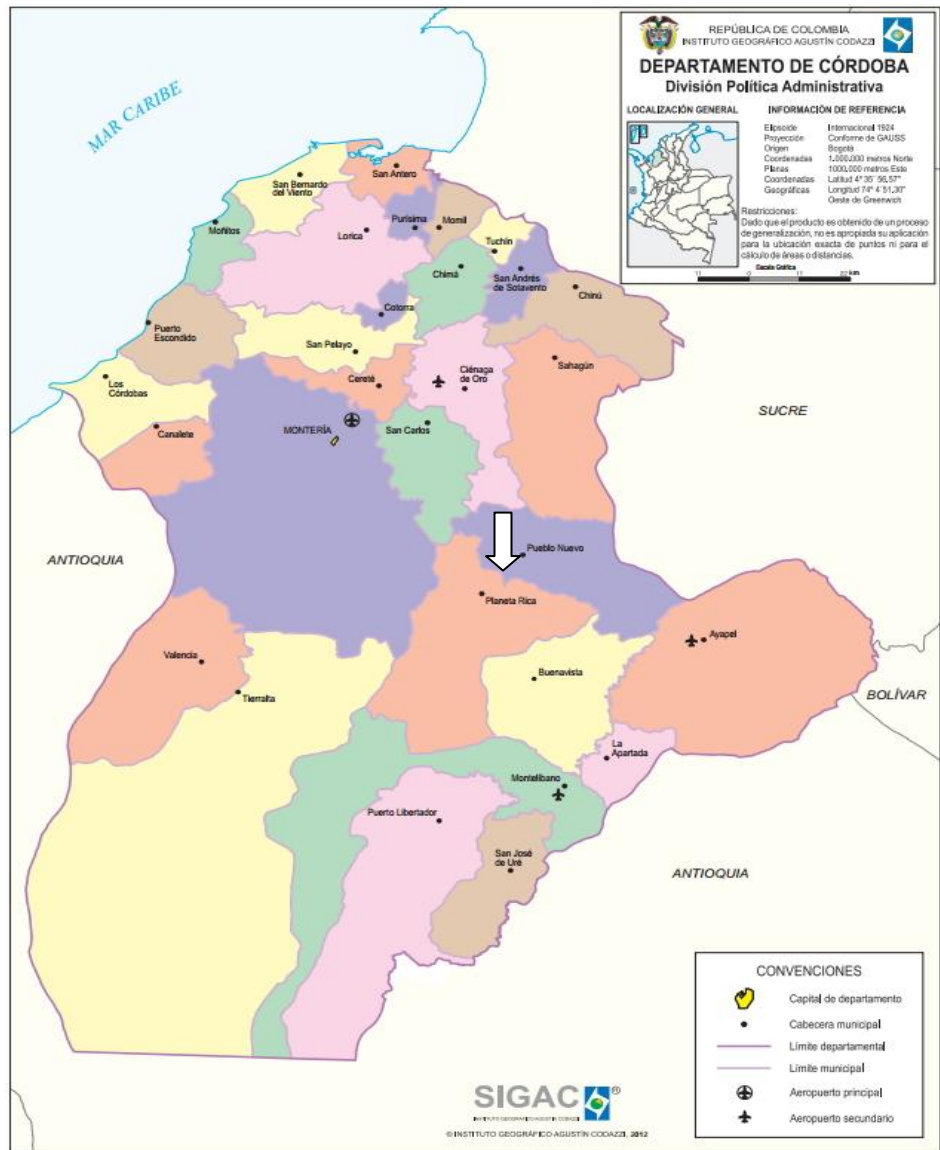 REPÚBLICA DE COLOMBIA
INSTITUTO GEOGRÁFICO AGUSTÍN CODAZZI
DEPARTAMENTO DE CÓRDOBA
División Política Administrativa
LOCALIZACIÓN GENERAL
INFORMACIÓN DE REFERENCIA
Elipsoide Internacional 1924
Proyección Conforme de GAUSS
Origen Bogotá
Coordenadas 1.000.000 metros Norte
Planas 1000.000 metros Este
Coordenadas Latitud 4° 35' 56,57"
Geográficas Longitud 74° 4' 51,30"
Oeste de Greenwich
Restricciones:
Dado que el producto es obtenido de un proceso
de generalización, no es apropiada su aplicación
para la ubicación exacta de puntos ni para el
cálculo de áreas o distancias.
Escala Gráfica
11 0 11 22 km
MAR CARIBE
San Antero
San Bernardo
del Viento
Moñitos
Lorica
Purísima
Momil
Tuchín
Chimá
San Andrés
de Sotavento
Chinú
Cotorra
Puerto
Escondido
San Pelayo
Sahagún
Ciénaga
de Oro
Los
Córdobas
Cereté
SUCRE
Canalete
MONTERÍA
San Carlos
ANTIOQUIA
Pueblo Nuevo
Planeta Rica
Ayapel
Valencia
Buenavista
Tierralta
BOLÍVAR
La
Apartada
Montelíbano
Puerto Libertador
San José
de Uré
ANTIOQUIA
CONVENCIONES
Capital de departamento
Cabecera municipal
Límite departamental
Límite municipal
Aeropuerto principal
Aeropuerto secundario
SIGAC®
INSTITUTO GEOGRÁFICO AGUSTÍN CODAZZI
© INSTITUTO GEOGRÁFICO AGUSTÍN CODAZZI, 2012